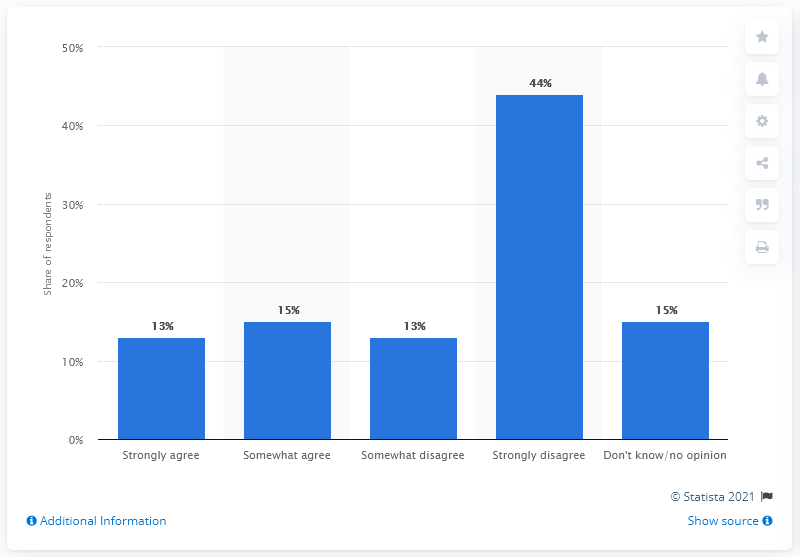 50%
40%
30%
20%
10%
0%
Share of respondents
13%
15%
13%
44%
15%
Strongly agree
Somewhat agree
Somewhat disagree
Strongly disagree
Don't know/no opinion
© Statista 2021
Additional Information
Show source